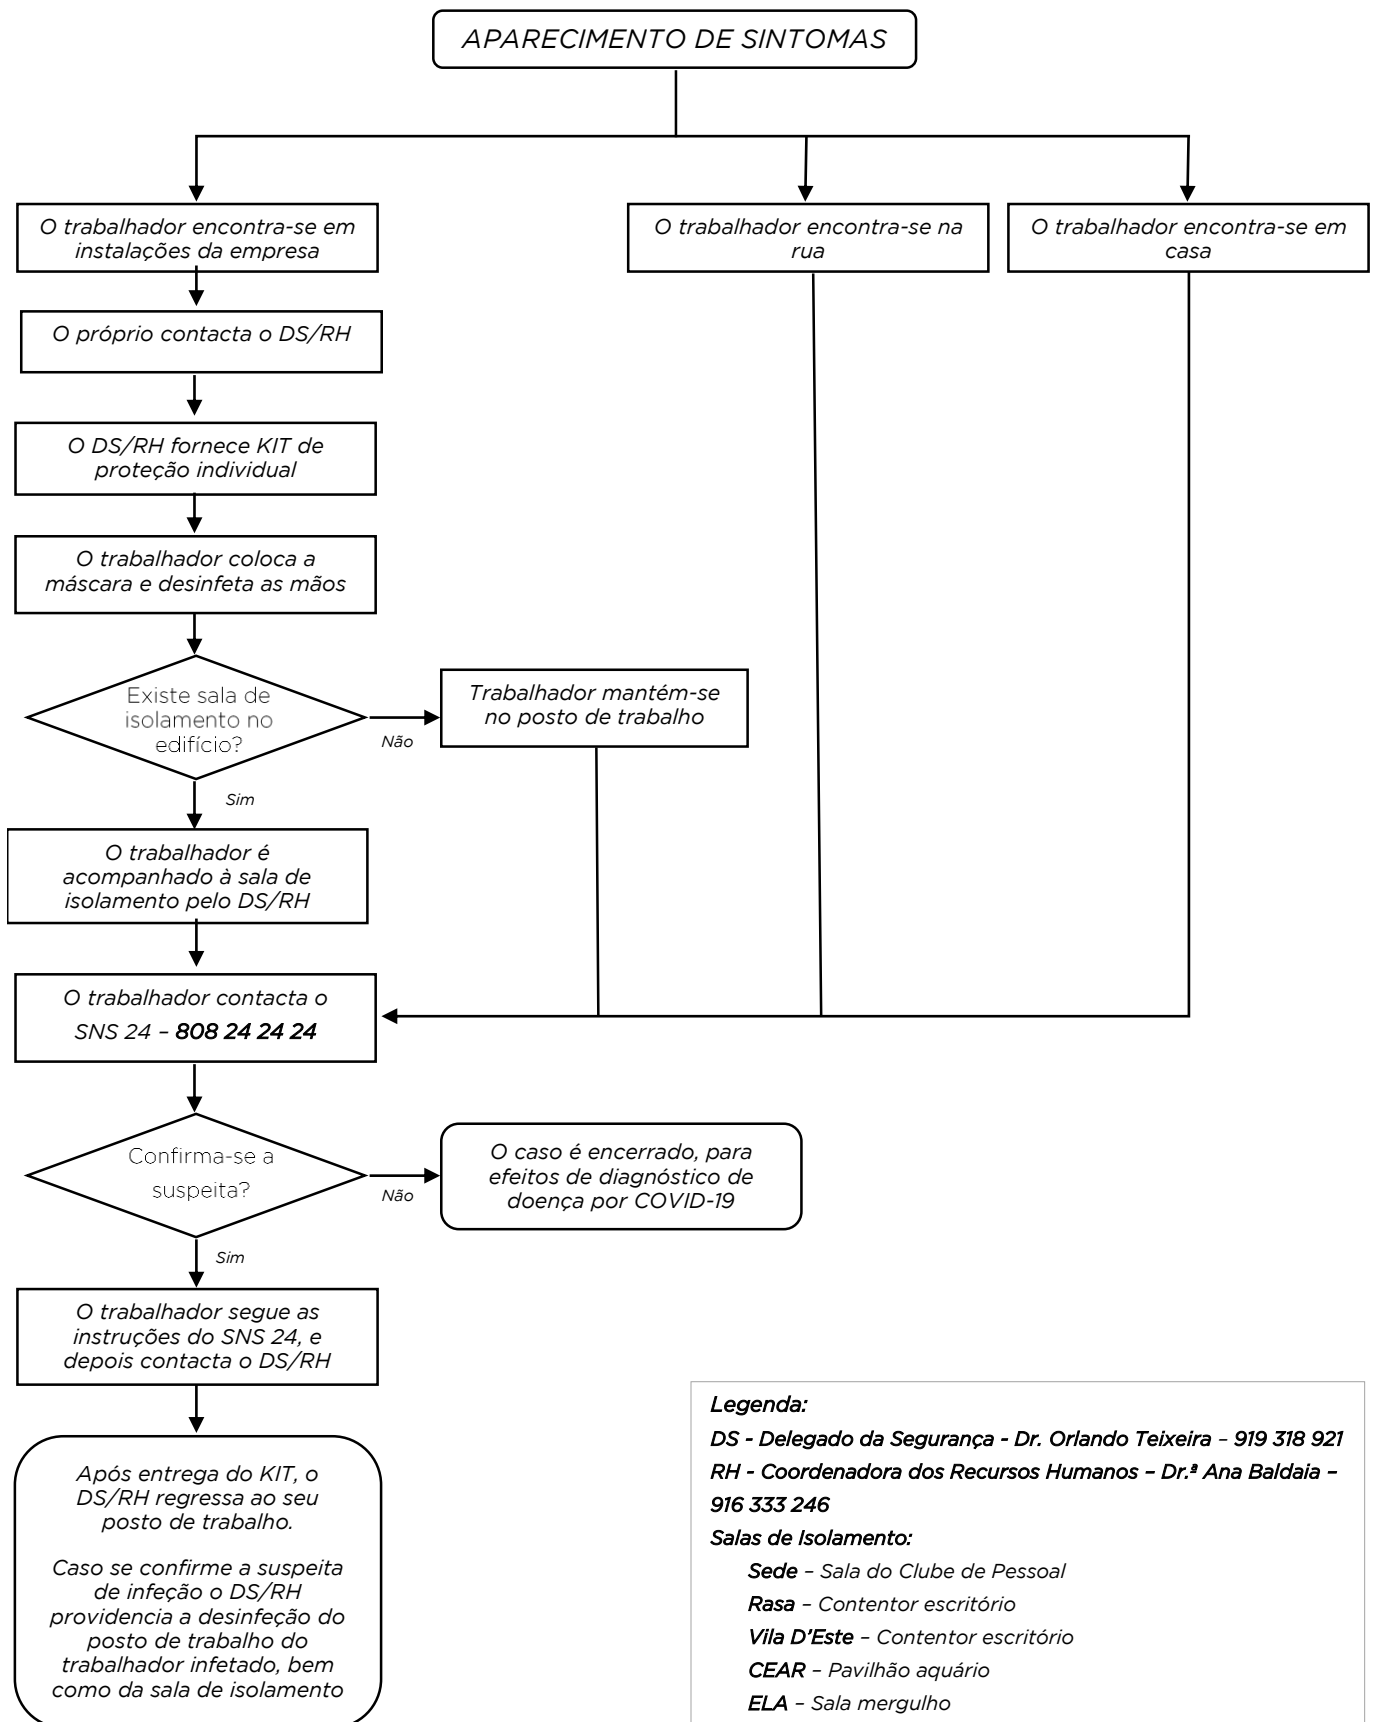 APARECIMENTO DE SINTOMAS
O trabalhador encontra-se em
instalações da empresa
O trabalhador encontra-se na
rua
O trabalhador encontra-se em
casa
O próprio contacta o DS/RH
O DS/RH fornece KIT de
proteção individual
O trabalhador coloca a
máscara e desinfeta as mãos
Existe sala de
isolamento no
edifício?
Não
Trabalhador mantém-se
no posto de trabalho
Sim
O trabalhador é
acompanhado à sala de
isolamento pelo DS/RH
O trabalhador contacta o
SNS 24 – 808 24 24 24
Confirma-se a
suspeita?
Não
O caso é encerrado, para
efeitos de diagnóstico de
doença por COVID-19
Sim
O trabalhador segue as
instruções do SNS 24, e
depois contacta o DS/RH
Após entrega do KIT, o
DS/RH regressa ao seu
posto de trabalho.
Caso se confirme a suspeita
de infeção o DS/RH
providencia a desinfeção do
posto de trabalho do
trabalhador infetado, bem
como da sala de isolamento
Legenda:
DS - Delegado da Segurança - Dr. Orlando Teixeira – 919 318 921
RH - Coordenadora dos Recursos Humanos – Dr.ª Ana Baldaia –
916 333 246
Salas de Isolamento:
Sede – Sala do Clube de Pessoal
Rasa – Contentor escritório
Vila D'Este – Contentor escritório
CEAR – Pavilhão aquário
ELA – Sala mergulho